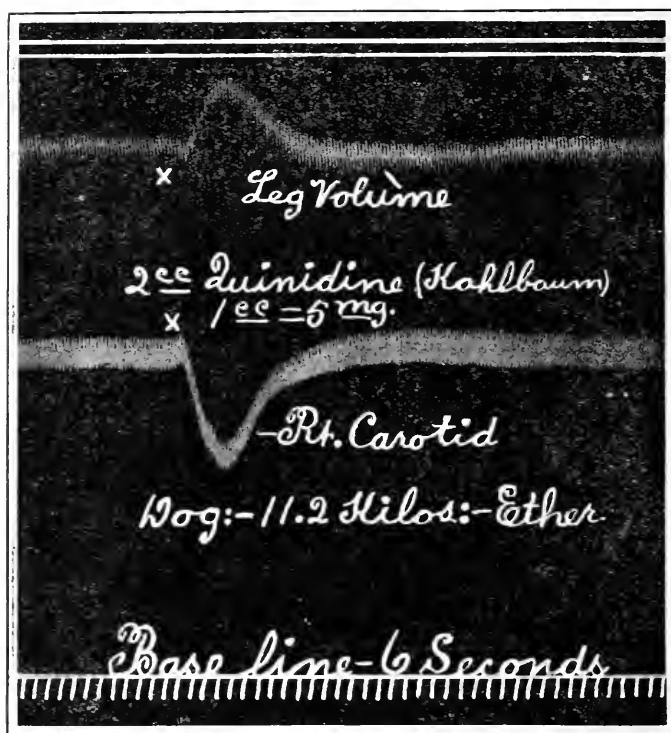 x
Leg Volume
2 cc Quinidine (Kahlbaum)
x 1 cc = 5 mg.
-Rt. Carotid
Dog:-11.2 Kilos:-Ether.
Base line-6 Seconds